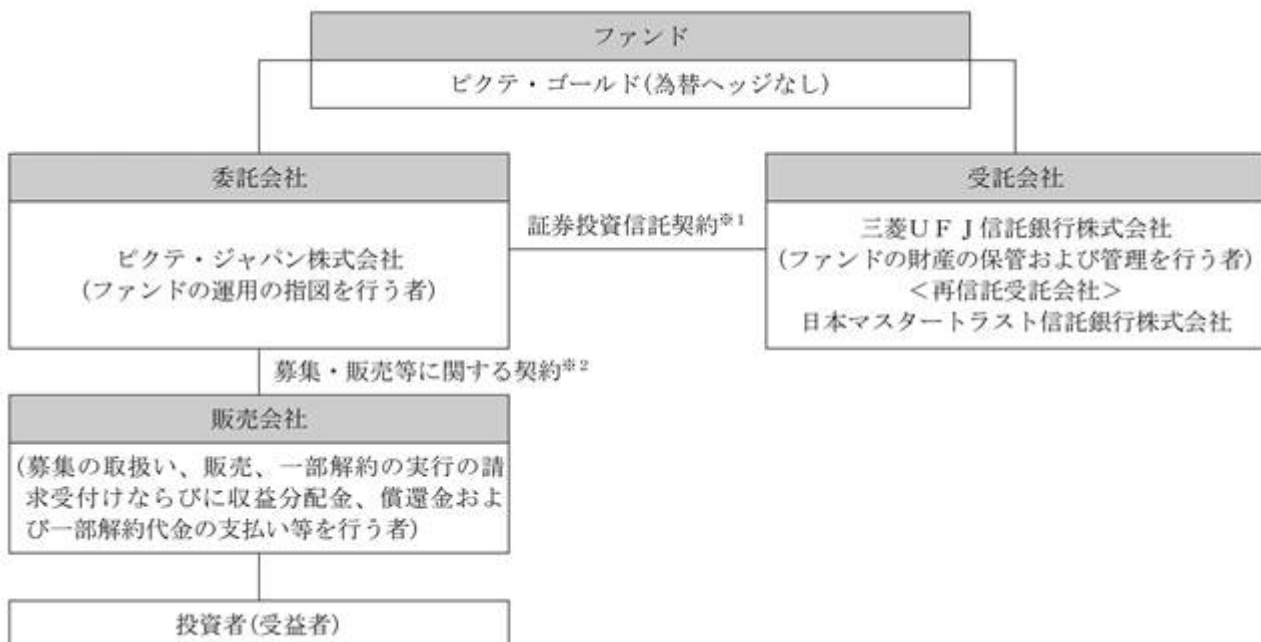 ファンド
ピクテ・ゴールド(為替ヘッジなし)
委託会社
ピクテ・ジャパン株式会社
(ファンドの運用の指図を行う者)
証券投資信託契約※1
受託会社
三菱UFJ信託銀行株式会社
(ファンドの財産の保管および管理を行う者)
＜再信託受託会社＞
日本マスタートラスト信託銀行株式会社
募集・販売等に関する契約※2
販売会社
(募集の取扱い、販売、一部解約の実行の請
求受付けならびに収益分配金、償還金およ
び一部解約代金の支払い等を行う者)
投資者(受益者)